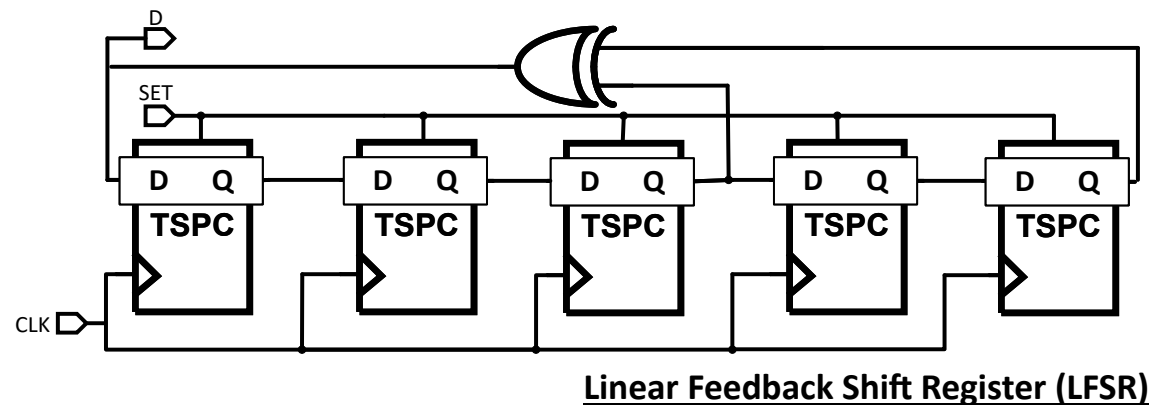 D
SET
D Q D Q D Q D Q D Q
TSPC TSPC TSPC TSPC TSPC
CLK
Linear Feedback Shift Register (LFSR)